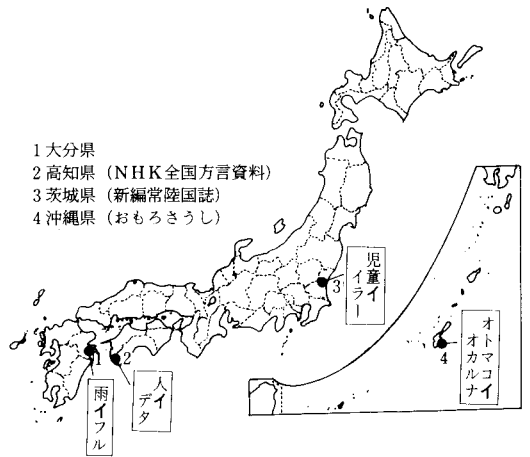 1 大分県
2 高知県 (NHK全国方言資料)
3 茨城県 (新編常陸国誌)
4 沖縄県 (おもろさうし)
児童イ
イラー
3
オトマコイ
オカルナ
4
1
雨イフル
2
人イ
デタ